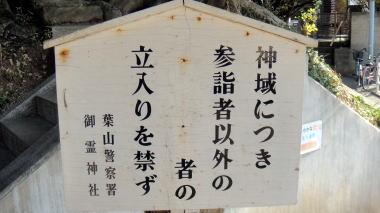 神域につき
参詣者以外の
者の
立入りを禁ず
葉山警察署
御霊神社